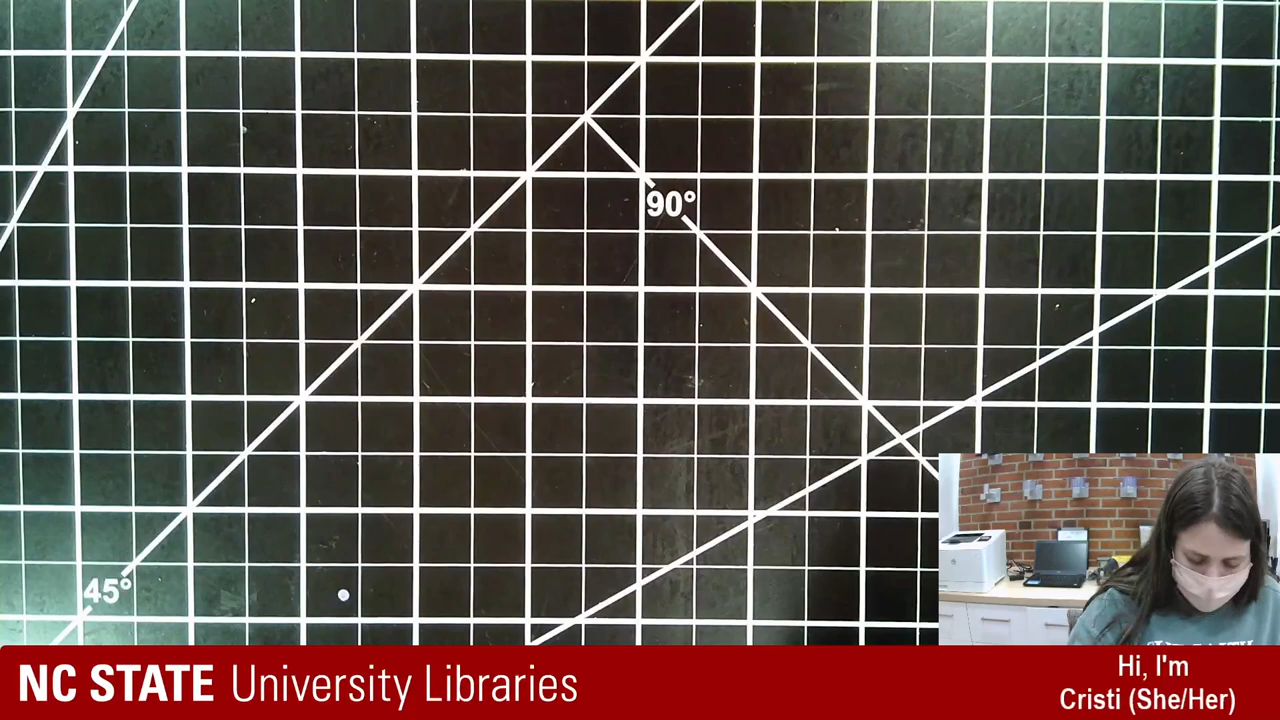 90°
45°
NC STATE University Libraries
Hi, I'm
Cristi (She/Her)